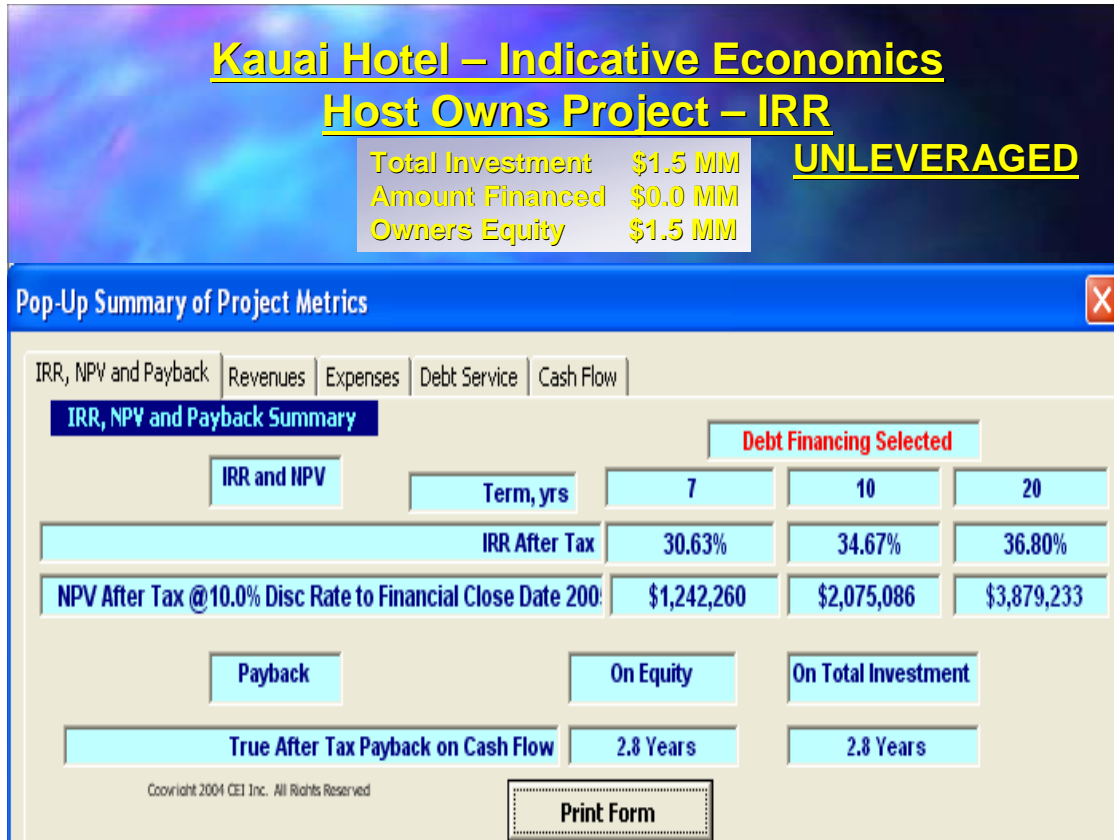 Kauai Hotel – Indicative Economics
Host Owns Project – IRR
UNLEVERAGED
Total Investment $1.5 MM
Amount Financed $0.0 MM
Owners Equity $1.5 MM
Pop-Up Summary of Project Metrics
IRR, NPV and Payback Revenues Expenses Debt Service Cash Flow
IRR, NPV and Payback Summary
Debt Financing Selected
IRR and NPV Term, yrs 7 10 20
IRR After Tax 30.63% 34.67% 36.80%
NPV After Tax @10.0% Disc Rate to Financial Close Date 200 $1,242,260 $2,075,086 $3,879,233
Payback On Equity On Total Investment
True After Tax Payback on Cash Flow 2.8 Years 2.8 Years
Copyright 2004 CEI Inc. All Rights Reserved
Print Form